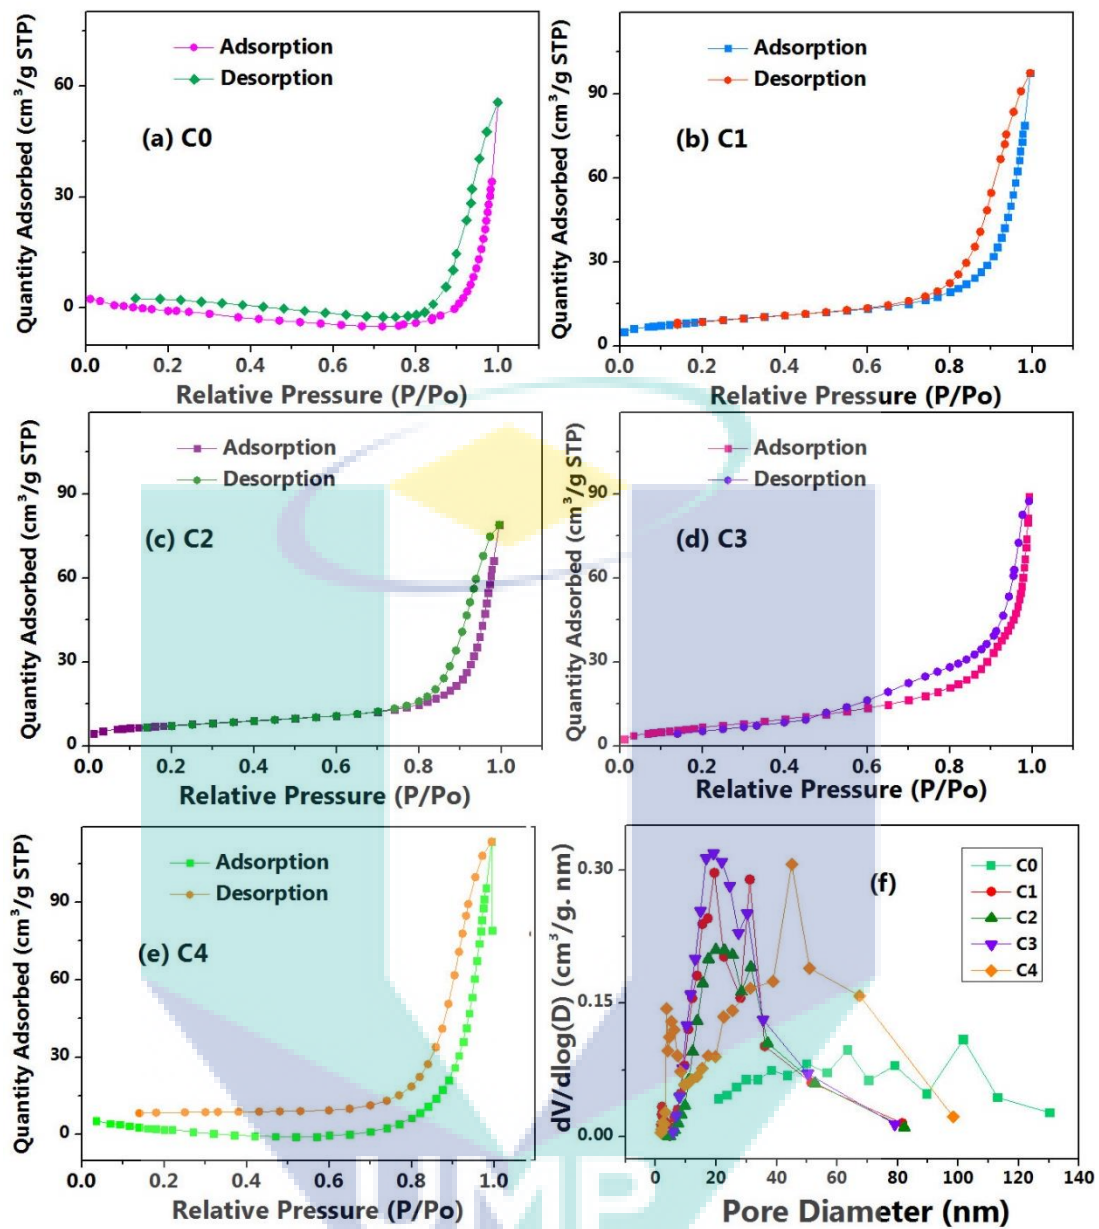 Adsorption
Desorption
(a) C0
Quantity Adsorbed (cm³/g STP)
60
30
0
0.0 0.2 0.4 0.6 0.8 1.0
Relative Pressure (P/Po)
Adsorption
Desorption
(b) C1
Quantity Adsorbed (cm³/g STP)
90
60
30
0
0.0 0.2 0.4 0.6 0.8 1.0
Relative Pressure (P/Po)
Adsorption
Desorption
(c) C2
Quantity Adsorbed (cm³/g STP)
90
60
30
0
0.0 0.2 0.4 0.6 0.8 1.0
Relative Pressure (P/Po)
Adsorption
Desorption
(d) C3
Quantity Adsorbed (cm³/g STP)
90
60
30
0
0.0 0.2 0.4 0.6 0.8 1.0
Relative Pressure (P/Po)
Adsorption
Desorption
(e) C4
Quantity Adsorbed (cm³/g STP)
90
60
30
0
0.0 0.2 0.4 0.6 0.8 1.0
Relative Pressure (P/Po)
(f)
C0
C1
C2
C3
C4
dV/dlog(D) (cm³/g. nm)
0.30
0.15
0.00
0 20 40 60 80 100 120 140
Pore Diameter (nm)
UMP